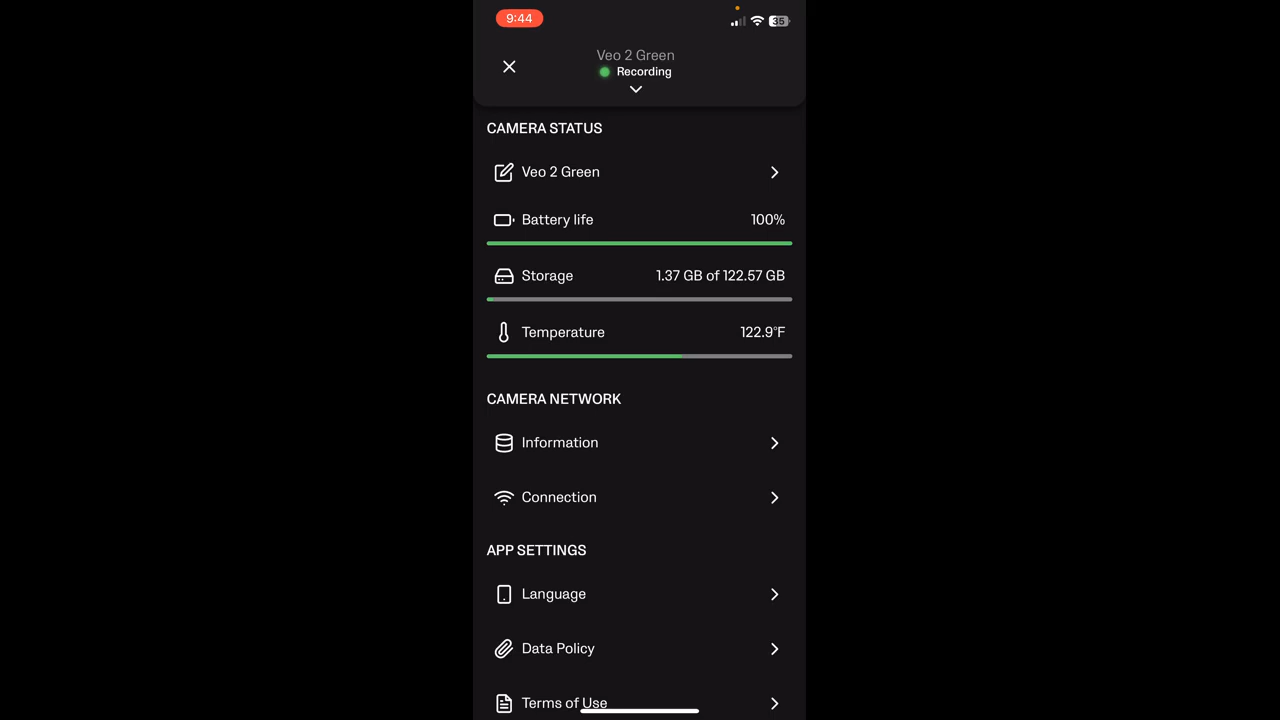 9:44
35
Veo 2 Green
Recording
CAMERA STATUS
Veo 2 Green
Battery life 100%
Storage 1.37 GB of 122.57 GB
Temperature 122.9°F
CAMERA NETWORK
Information
Connection
APP SETTINGS
Language
Data Policy
Terms of Use